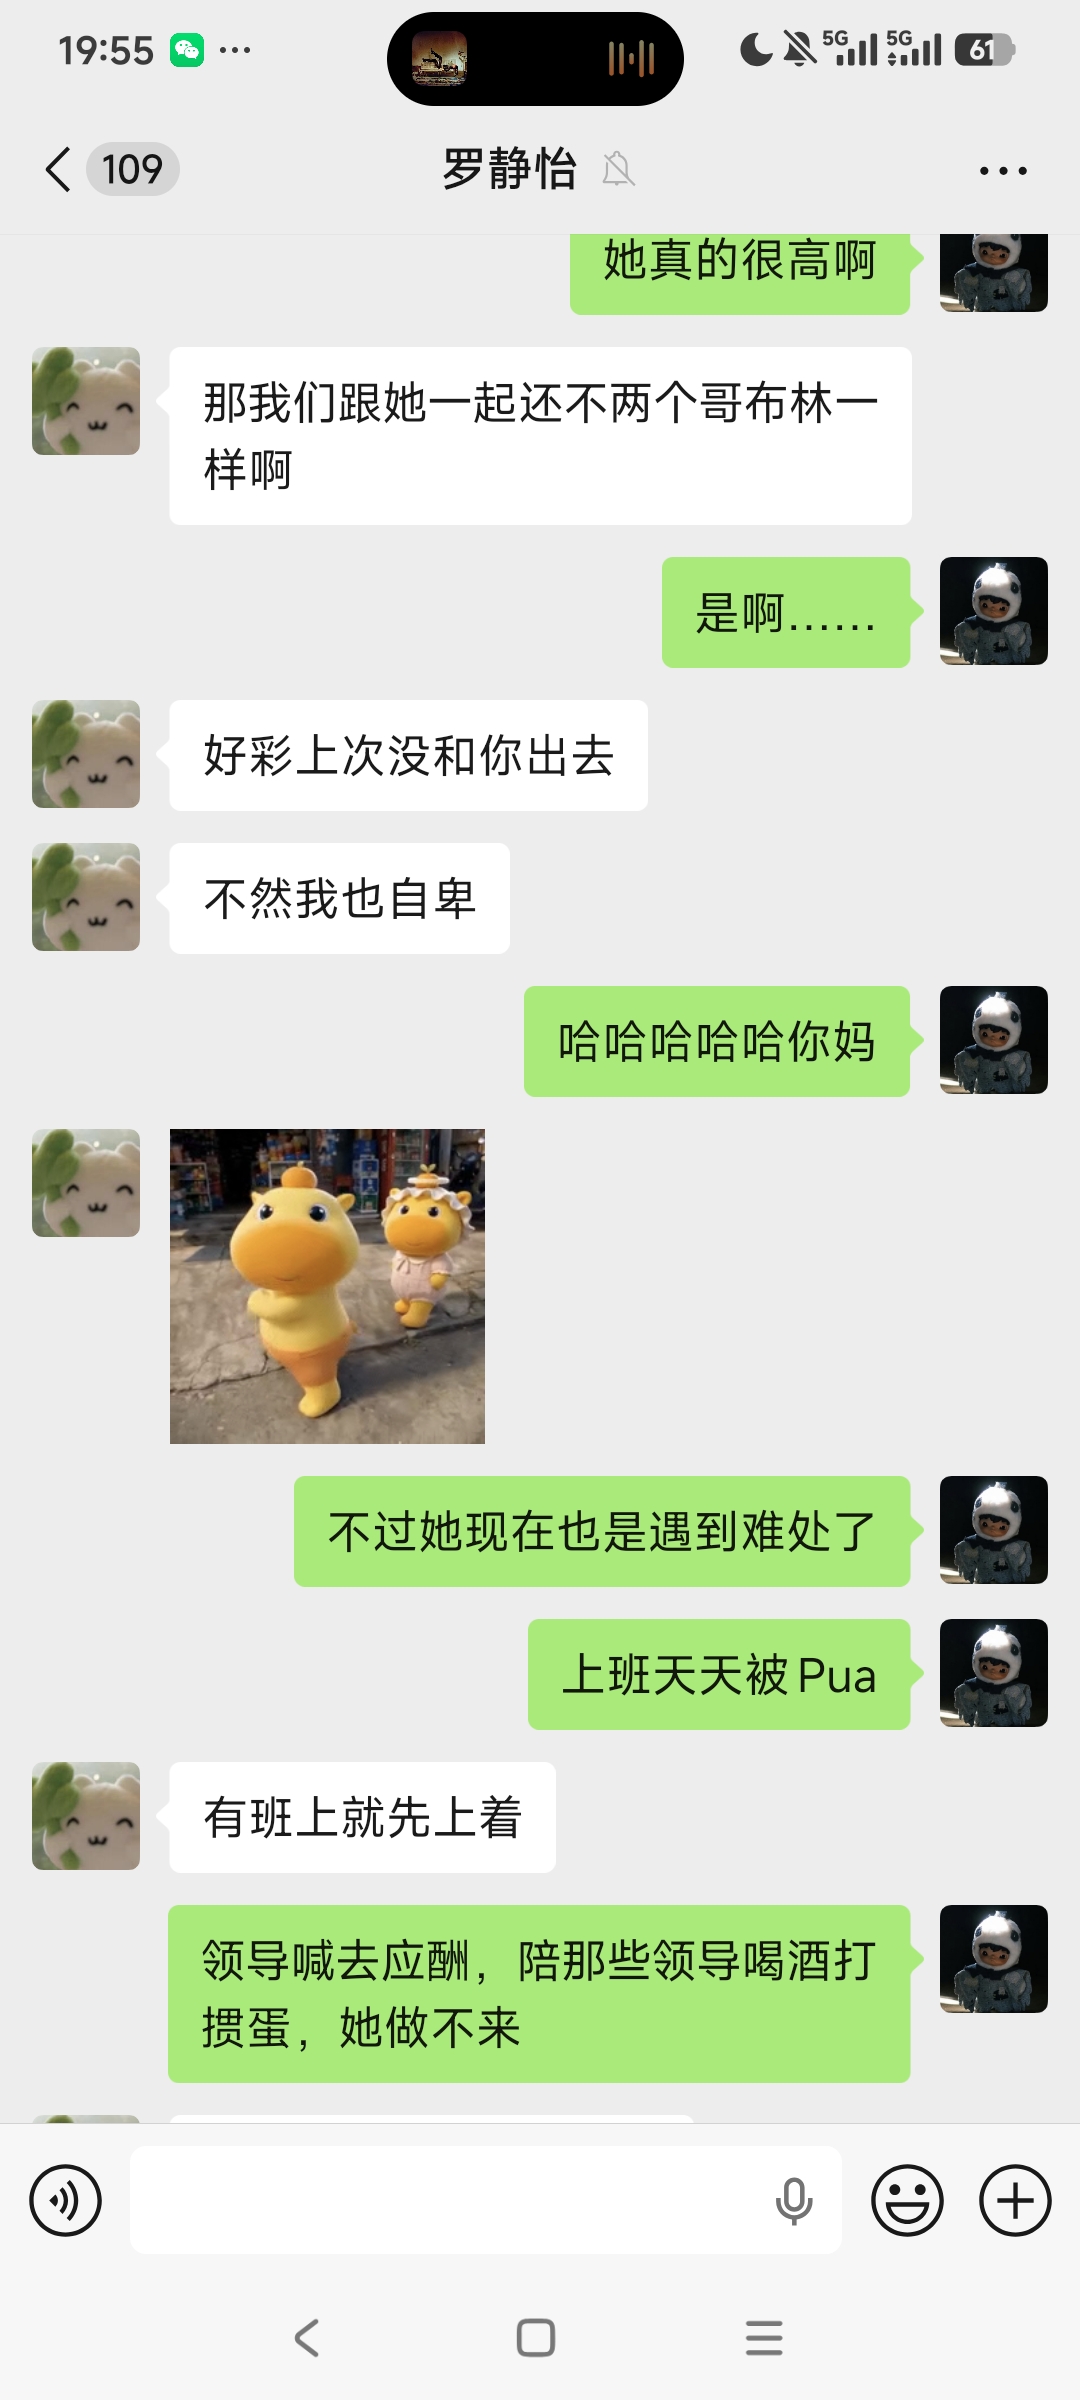 19:55
5G 5G 61
109
罗静怡
她真的很高啊
那我们跟她一起还不两个哥布林一
样啊
是啊……
好彩上次没和你出去
不然我也自卑
哈哈哈哈哈你妈
不过她现在也是遇到难处了
上班天天被Pua
有班上就先上着
领导喊去应酬，陪那些领导喝酒打
掼蛋，她做不来